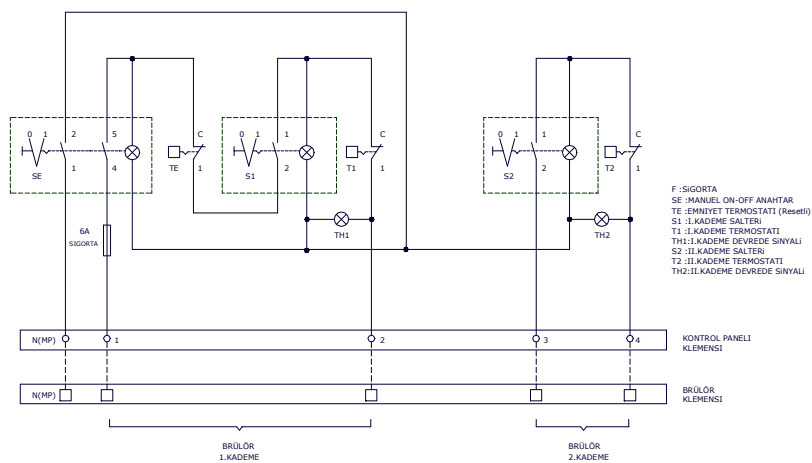 0 1 2 5
SE
1 4
C
TE
1
0 1 1
S1
2
C
T1
1
0 1 1
S2
2
C
T2
1
6A
SIGORTA
TH1
TH2
F :SiGORTA
SE :MANUEL ON-OFF ANAHTAR
TE :EMNIYET TERMOSTATI (Resetli)
S1 :I.KADEME SALTERi
T1 :I.KADEME TERMOSTATI
TH1:I.KADEME DEVREDE SiNYALi
S2 :II.KADEME SALTERi
T2 :II.KADEME TERMOSTATI
TH2:II.KADEME DEVREDE SiNYALi
N(MP) 1 2 3 4
KONTROL PANELİ
KLEMENSI
N(MP)
BRÜLÖR
KLEMENSI
BRÜLÖR
1.KADEME
BRÜLÖR
2.KADEME